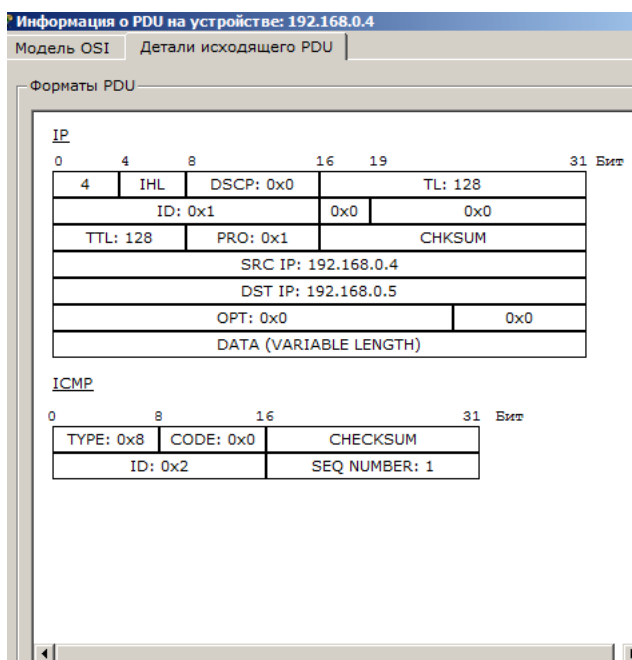 Информация о PDU на устройстве: 192.168.0.4
Модель OSI Детали исходящего PDU
Форматы PDU
IP
0 4 8 16 19 31 Бит
4 IHL DSCP: 0x0 TL: 128
ID: 0x1 0x0 0x0
TTL: 128 PRO: 0x1 CHKSUM
SRC IP: 192.168.0.4
DST IP: 192.168.0.5
OPT: 0x0 0x0
DATA (VARIABLE LENGTH)
ICMP
0 8 16 31 Бит
TYPE: 0x8 CODE: 0x0 CHECKSUM
ID: 0x2 SEQ NUMBER: 1